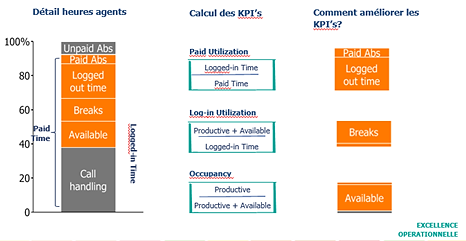 Détail heures agents
Calcul des KPI's
Comment améliorer les
KPI's?
100%
80
60
40
20
0
Paid
Time
Unpaid Abs
Paid Abs
Logged
out time
Breaks
Available
Call
handling
Logged-in Time
Paid Utilization
Logged-in Time
Paid Time
Log-in Utilization
Productive + Available
Logged-in Time
Occupancy
Productive
Productive + Available
Paid Abs
Logged
out time
Breaks
Available
EXCELLENCE
OPERATIONNELLE